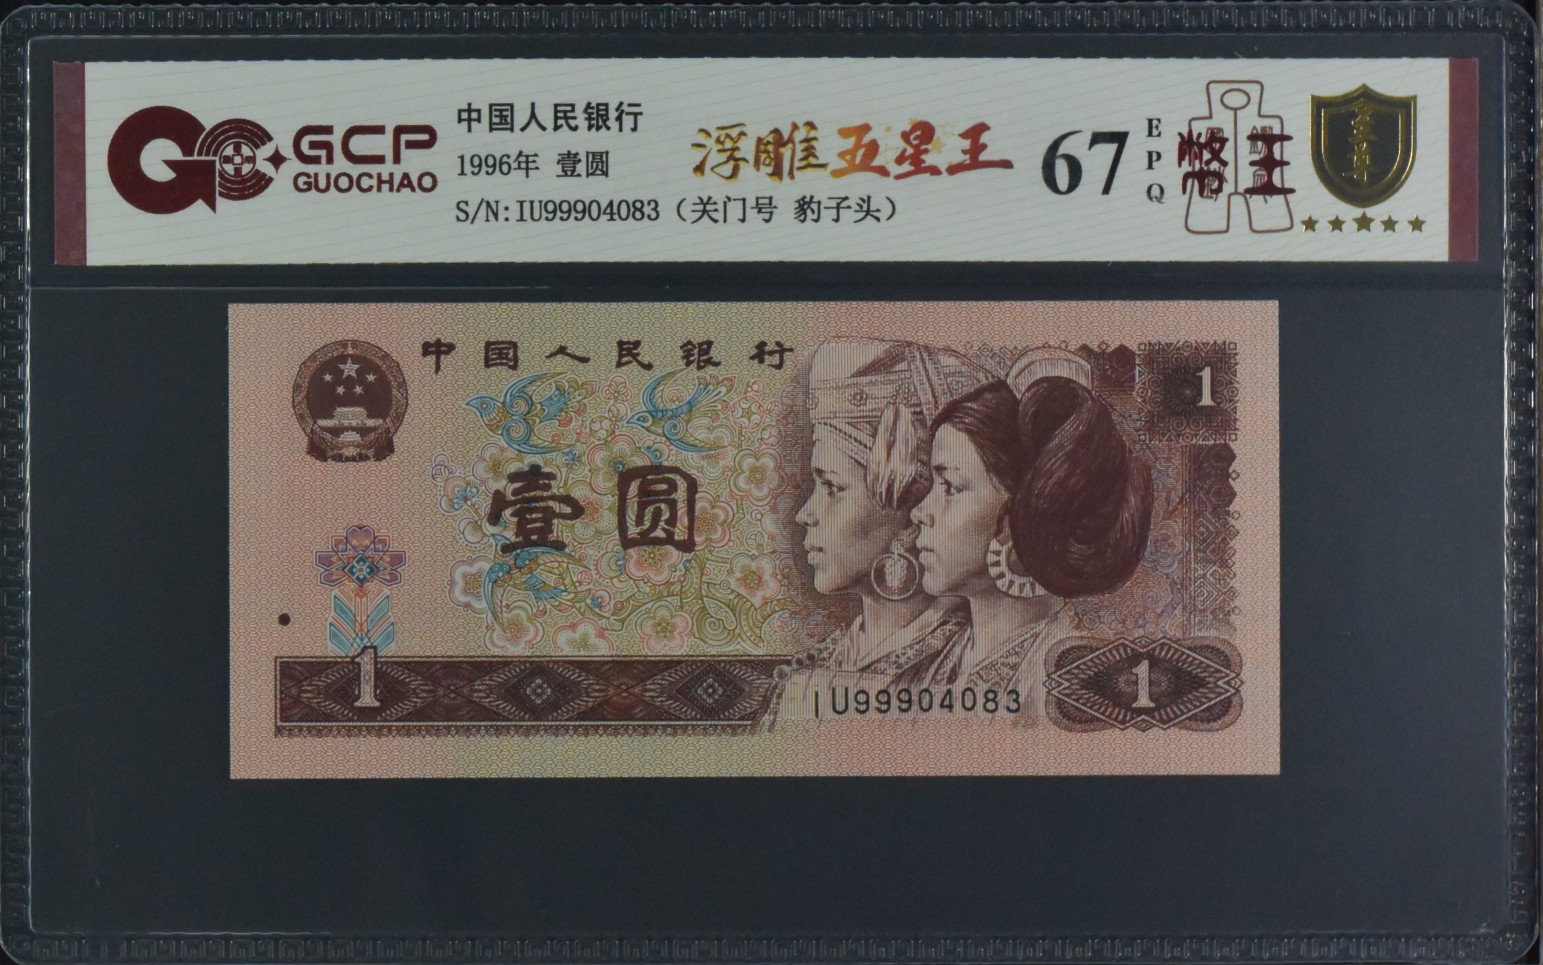 GCP
GUOCHAO
中国人民银行
1996年 壹圆
S/N:IU99904083（关门号 豹子头）
浮雕五星王
67
EPQ
中国人民银行
1
壹圆
1
IU99904083
1